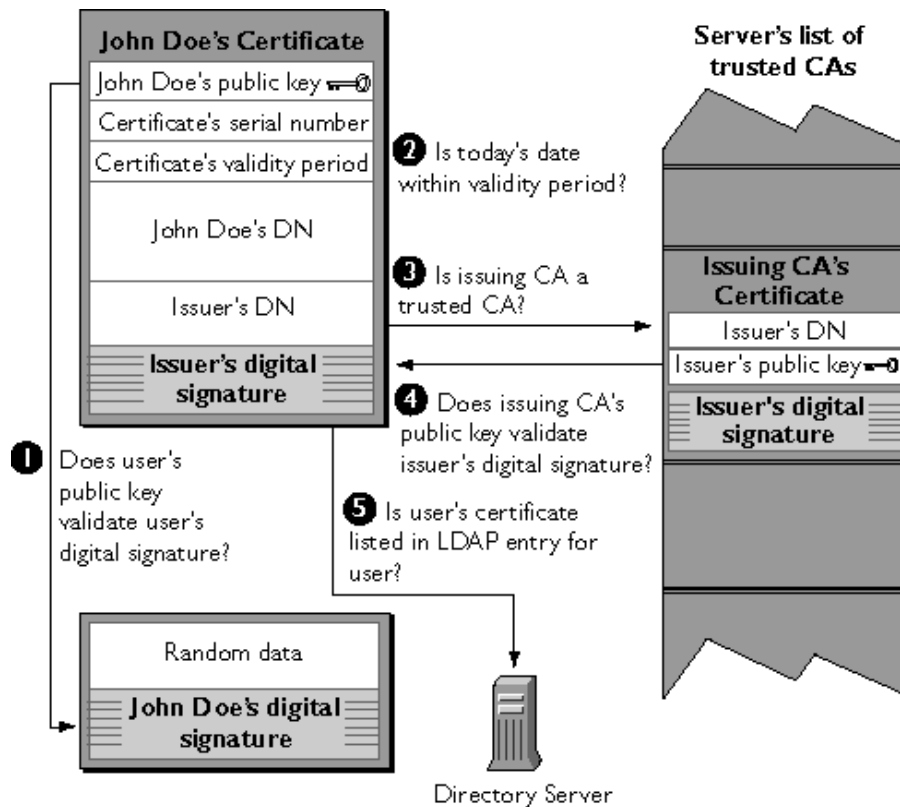 John Doe's Certificate
John Doe's public key
Certificate's serial number
Certificate's validity period
John Doe's DN
Issuer's DN
Issuer's digital
signature
Server's list of
trusted CAs
2 Is today's date
within validity period?
3 Is issuing CA a
trusted CA?
Issuing CA's
Certificate
Issuer's DN
Issuer's public key
Issuer's digital
signature
4 Does issuing CA's
public key validate
issuer's digital signature?
1 Does user's
public key
validate user's
digital signature?
5 Is user's certificate
listed in LDAP entry for
user?
Random data
John Doe's digital
signature
Directory Server